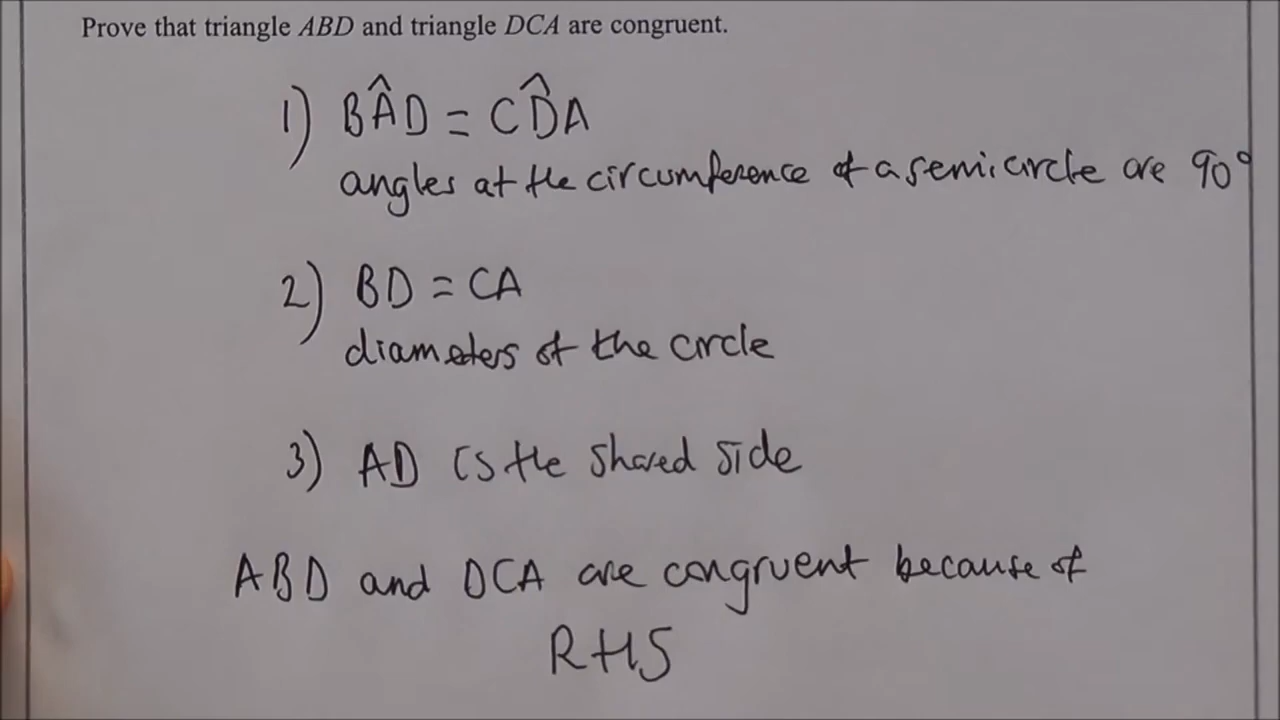 Prove that triangle ABD and triangle DCA are congruent.
1) BÂD = CD̂A
angles at the circumference of a semicircle are 90°
2) BD = CA
diameters of the circle
3) AD is the shared side
ABD and DCA are congruent because of
RHS